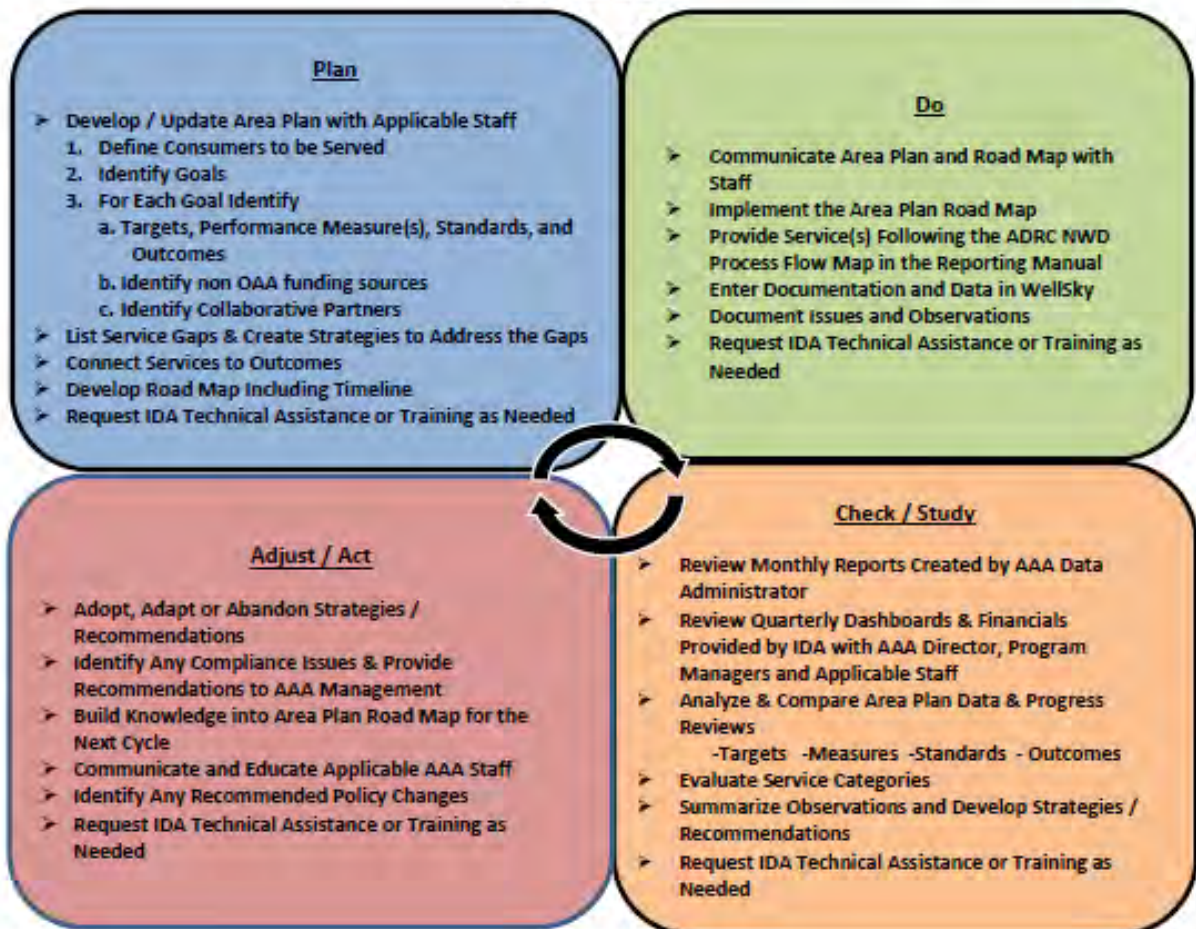 Plan
➤ Develop / Update Area Plan with Applicable Staff
1. Define Consumers to be Served
2. Identify Goals
3. For Each Goal Identify
a. Targets, Performance Measure(s), Standards, and
Outcomes
b. Identify non OAA funding sources
c. Identify Collaborative Partners
➤ List Service Gaps & Create Strategies to Address the Gaps
➤ Connect Services to Outcomes
➤ Develop Road Map Including Timeline
➤ Request IDA Technical Assistance or Training as Needed
Do
➤ Communicate Area Plan and Road Map with
Staff
➤ Implement the Area Plan Road Map
➤ Provide Service(s) Following the ADRC NWD
Process Flow Map in the Reporting Manual
➤ Enter Documentation and Data in WellSky
➤ Document Issues and Observations
➤ Request IDA Technical Assistance or Training as
Needed
Adjust / Act
➤ Adopt, Adapt or Abandon Strategies /
Recommendations
➤ Identify Any Compliance Issues & Provide
Recommendations to AAA Management
➤ Build Knowledge into Area Plan Road Map for the
Next Cycle
➤ Communicate and Educate Applicable AAA Staff
➤ Identify Any Recommended Policy Changes
➤ Request IDA Technical Assistance or Training as
Needed
Check / Study
➤ Review Monthly Reports Created by AAA Data
Administrator
➤ Review Quarterly Dashboards & Financials
Provided by IDA with AAA Director, Program
Managers and Applicable Staff
➤ Analyze & Compare Area Plan Data & Progress
Reviews
-Targets -Measures -Standards - Outcomes
➤ Evaluate Service Categories
➤ Summarize Observations and Develop Strategies /
Recommendations
➤ Request IDA Technical Assistance or Training as
Needed